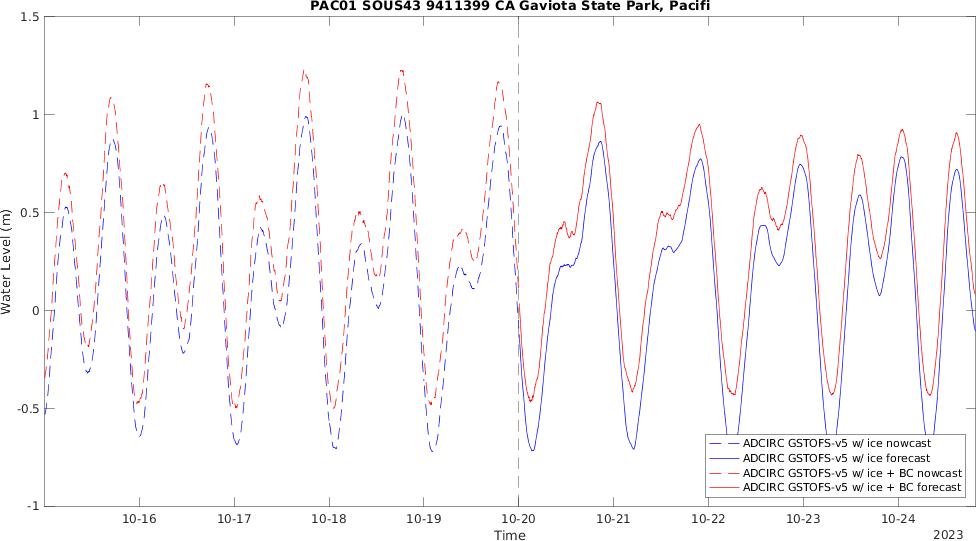 PAC01 SOUS43 9411399 CA Gaviota State Park, Pacifi
1.5
1
0.5
0
-0.5
-1
Water Level (m)
10-16 10-17 10-18 10-19 10-20 10-21 10-22 10-23 10-24
Time
2023
ADCIRC GSTOFS-v5 w/ ice nowcast
ADCIRC GSTOFS-v5 w/ ice forecast
ADCIRC GSTOFS-v5 w/ ice + BC nowcast
ADCIRC GSTOFS-v5 w/ ice + BC forecast